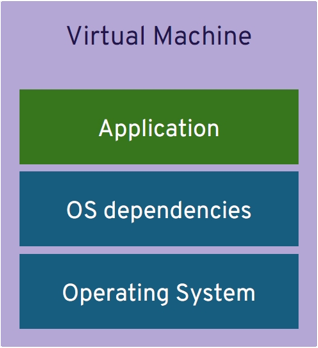 Virtual Machine
Application
OS dependencies
Operating System